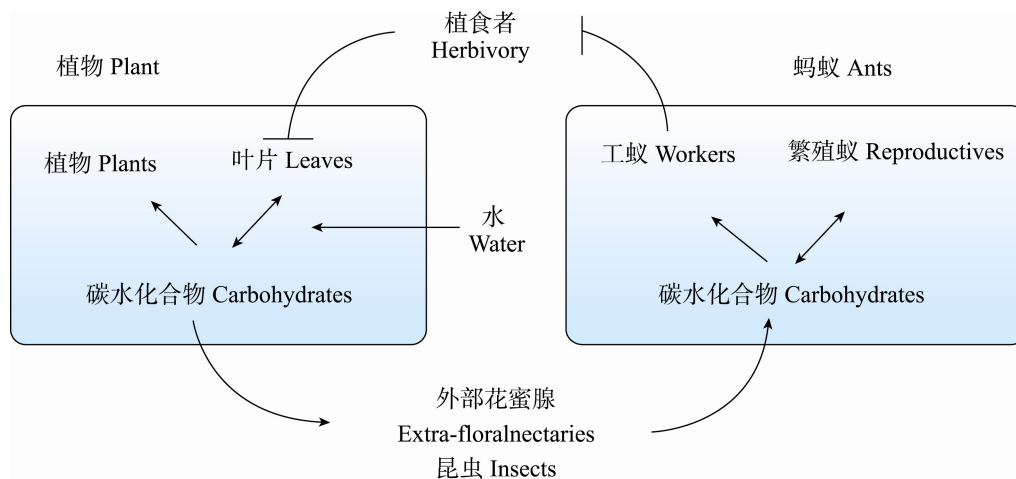 植食者
Herbivory
植物 Plant
蚂蚁 Ants
植物 Plants
叶片 Leaves
工蚁 Workers
繁殖蚁 Reproductives
水
Water
碳水化合物 Carbohydrates
碳水化合物 Carbohydrates
外部花蜜腺
Extra-floralnectaries
昆虫 Insects